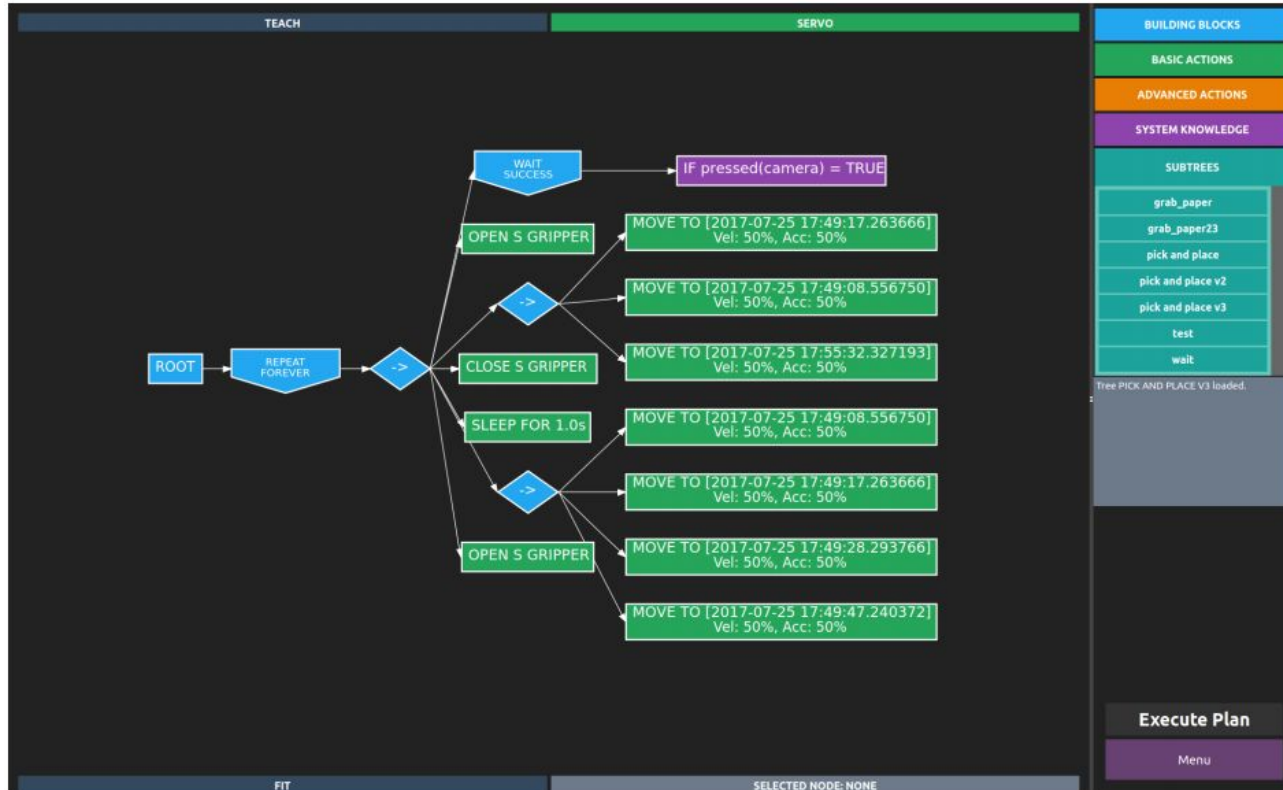 TEACH
SERVO
WAIT
SUCCESS
IF pressed(camera) = TRUE
OPEN S GRIPPER
MOVE TO [2017-07-25 17:49:17.263666]
Vel: 50%, Acc: 50%
->
MOVE TO [2017-07-25 17:49:08.556750]
Vel: 50%, Acc: 50%
MOVE TO [2017-07-25 17:55:32.327193]
Vel: 50%, Acc: 50%
ROOT
REPEAT
FOREVER
->
CLOSE S GRIPPER
SLEEP FOR 1.0s
MOVE TO [2017-07-25 17:49:08.556750]
Vel: 50%, Acc: 50%
->
MOVE TO [2017-07-25 17:49:17.263666]
Vel: 50%, Acc: 50%
OPEN S GRIPPER
MOVE TO [2017-07-25 17:49:28.293766]
Vel: 50%, Acc: 50%
MOVE TO [2017-07-25 17:49:47.240372]
Vel: 50%, Acc: 50%
FIT
SELECTED NODE: NONE
BUILDING BLOCKS
BASIC ACTIONS
ADVANCED ACTIONS
SYSTEM KNOWLEDGE
SUBTREES
grab_paper
grab_paper23
pick and place
pick and place v2
pick and place v3
test
wait
Tree PICK AND PLACE V3 loaded.
Execute Plan
Menu